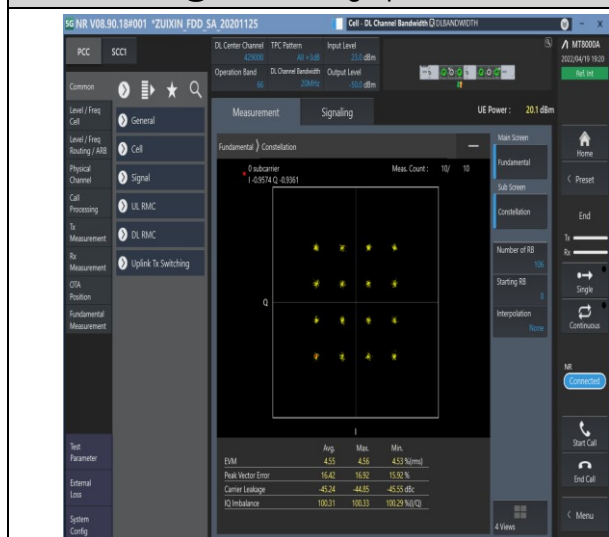 5G NR V08.90.18#001 *ZUIXIN_FDD_SA_20201125
Cell - DL Channel Bandwidth DLBANDWIDTH
PCC
SCC1
DL Center Channel
429000
TPC Pattern
All +3dB
Input Level
23.0 dBm
Operation Band
66
DL Channel Bandwidth
20MHz
Output Level
-50.0 dBm
MT8000A
2022/04/19 19:20
Ref. Int
Common
Level / Freq
Cell
Level / Freq
Routing / ARB
Physical
Channel
Call
Processing
Tx
Measurement
Rx
Measurement
OTA
Position
Fundamental
Measurement
Test
Parameter
External
Loss
System
Config
General
Cell
Signal
UL RMC
DL RMC
Uplink Tx Switching
Measurement
Signaling
UE Power : 20.1 dBm
Fundamental Constellation
0 subcarrier
I -0.9574 Q -0.9361
Meas. Count : 10/ 10
Q
I
Avg. Max. Min.
EVM 4.55 4.56 4.53 %(rms)
Peak Vector Error 16.42 16.92 15.92 %
Carrier Leakage -45.24 -44.85 -45.55 dBc
IQ Imbalance 100.31 100.33 100.29 %(I/Q)
Main Screen
Fundamental
Sub Screen
Constellation
Number of RB
106
Starting RB
0
Interpolation
None
4 Views
Home
Preset
End
Tx
Rx
Single
Continuous
NR
Connected
Start Call
End Call
Menu